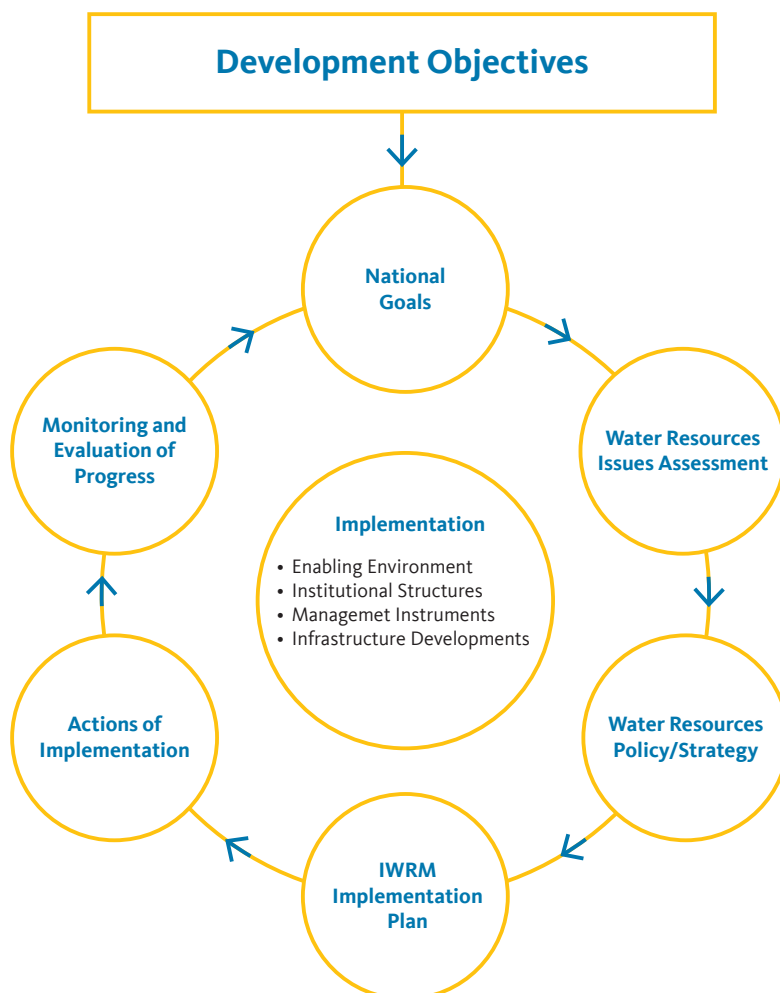 Development Objectives
National
Goals
Water Resources
Issues Assessment
Water Resources
Policy/Strategy
IWRM
Implementation
Plan
Actions of
Implementation
Monitoring and
Evaluation of
Progress
Implementation
• Enabling Environment
• Institutional Structures
• Managemet Instruments
• Infrastructure Developments